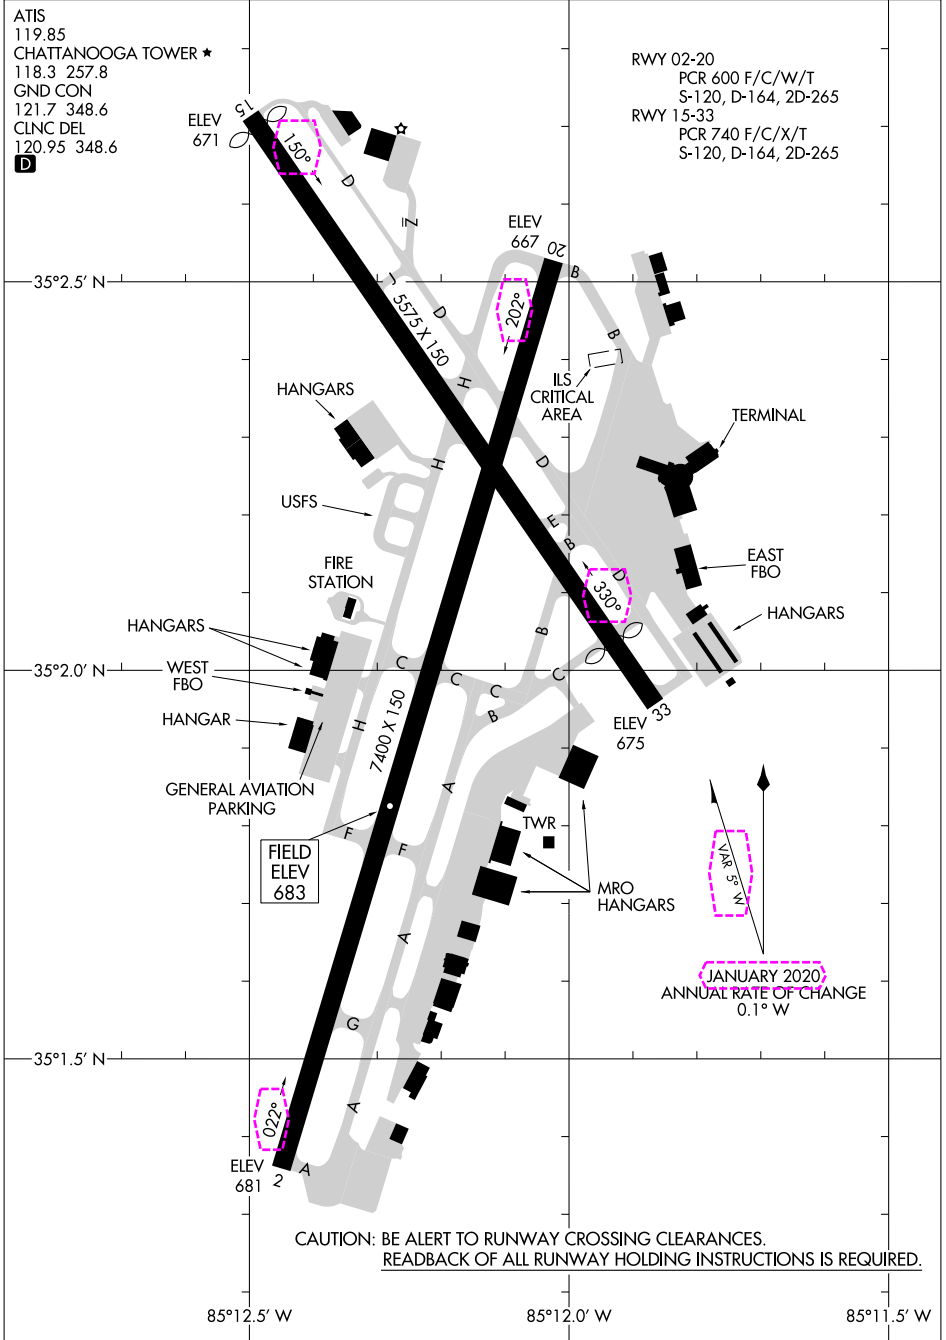 ATIS
119.85
CHATTANOOGA TOWER ★
118.3 257.8
GND CON
121.7 348.6
CLNC DEL
120.95 348.6
D
RWY 02-20
PCR 600 F/C/W/T
S-120, D-164, 2D-265
RWY 15-33
PCR 740 F/C/X/T
S-120, D-164, 2D-265
15
ELEV
671
150°
D
Z
ELEV
667
20
B
35°2.5' N
J
5575 X 150
D
202°
B
H
ILS
CRITICAL
AREA
HANGARS
TERMINAL
H
D
USFS
E
B
FIRE
STATION
EAST
FBO
D
330°
HANGARS
HANGARS
B
35°2.0' N
WEST
FBO
C
C
C
C
B
33
HANGAR
H
7400 X 150
ELEV
675
GENERAL AVIATION
PARKING
A
F
F
TWR
FIELD
ELEV
683
VAR 5° W
MRO
HANGARS
A
JANUARY 2020
ANNUAL RATE OF CHANGE
0.1° W
G
35°1.5' N
A
022°
ELEV
681
2
A
CAUTION: BE ALERT TO RUNWAY CROSSING CLEARANCES.
READBACK OF ALL RUNWAY HOLDING INSTRUCTIONS IS REQUIRED.
85°12.5' W
85°12.0' W
85°11.5' W